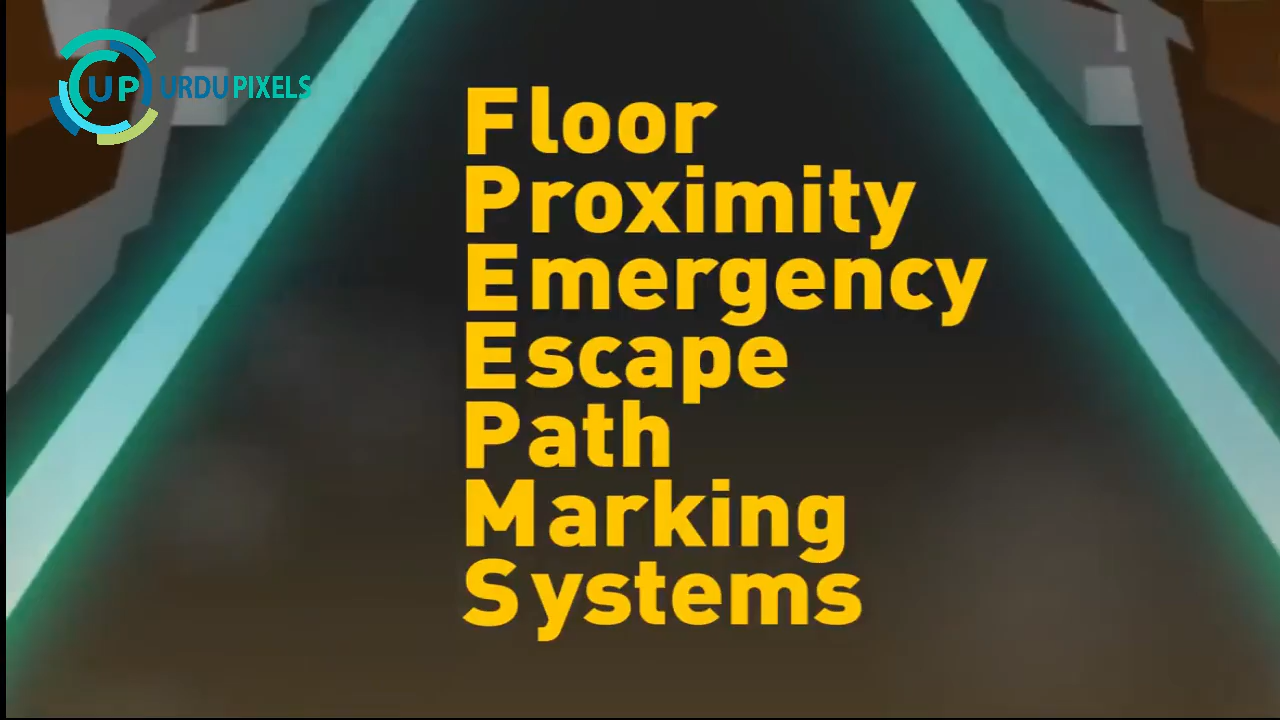 UP URDU PIXELS
Floor
Proximity
Emergency
Escape
Path
Marking
Systems